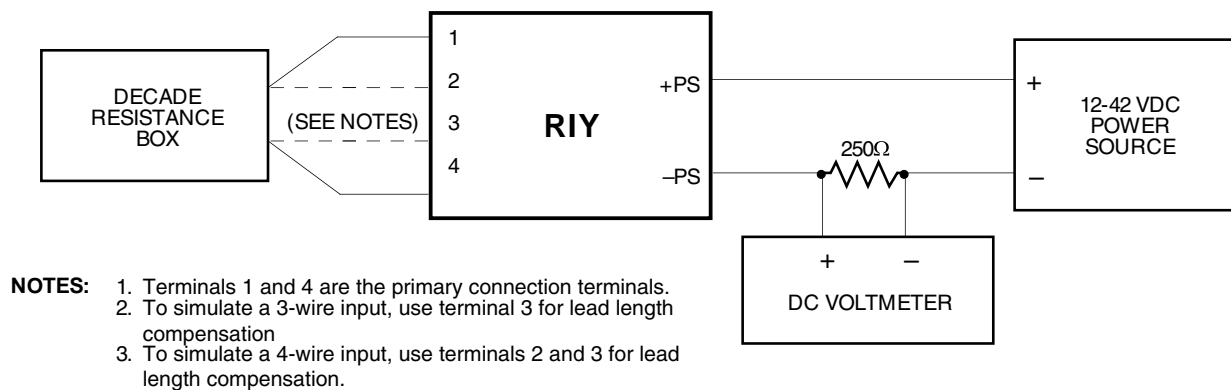 DECADE
RESISTANCE
BOX
(SEE NOTES)
1
2
3
4
RIY
+PS
–PS
250Ω
+
–
12-42 VDC
POWER
SOURCE
+ –
DC VOLTMETER
NOTES: 1. Terminals 1 and 4 are the primary connection terminals.
2. To simulate a 3-wire input, use terminal 3 for lead length
compensation
3. To simulate a 4-wire input, use terminals 2 and 3 for lead
length compensation.